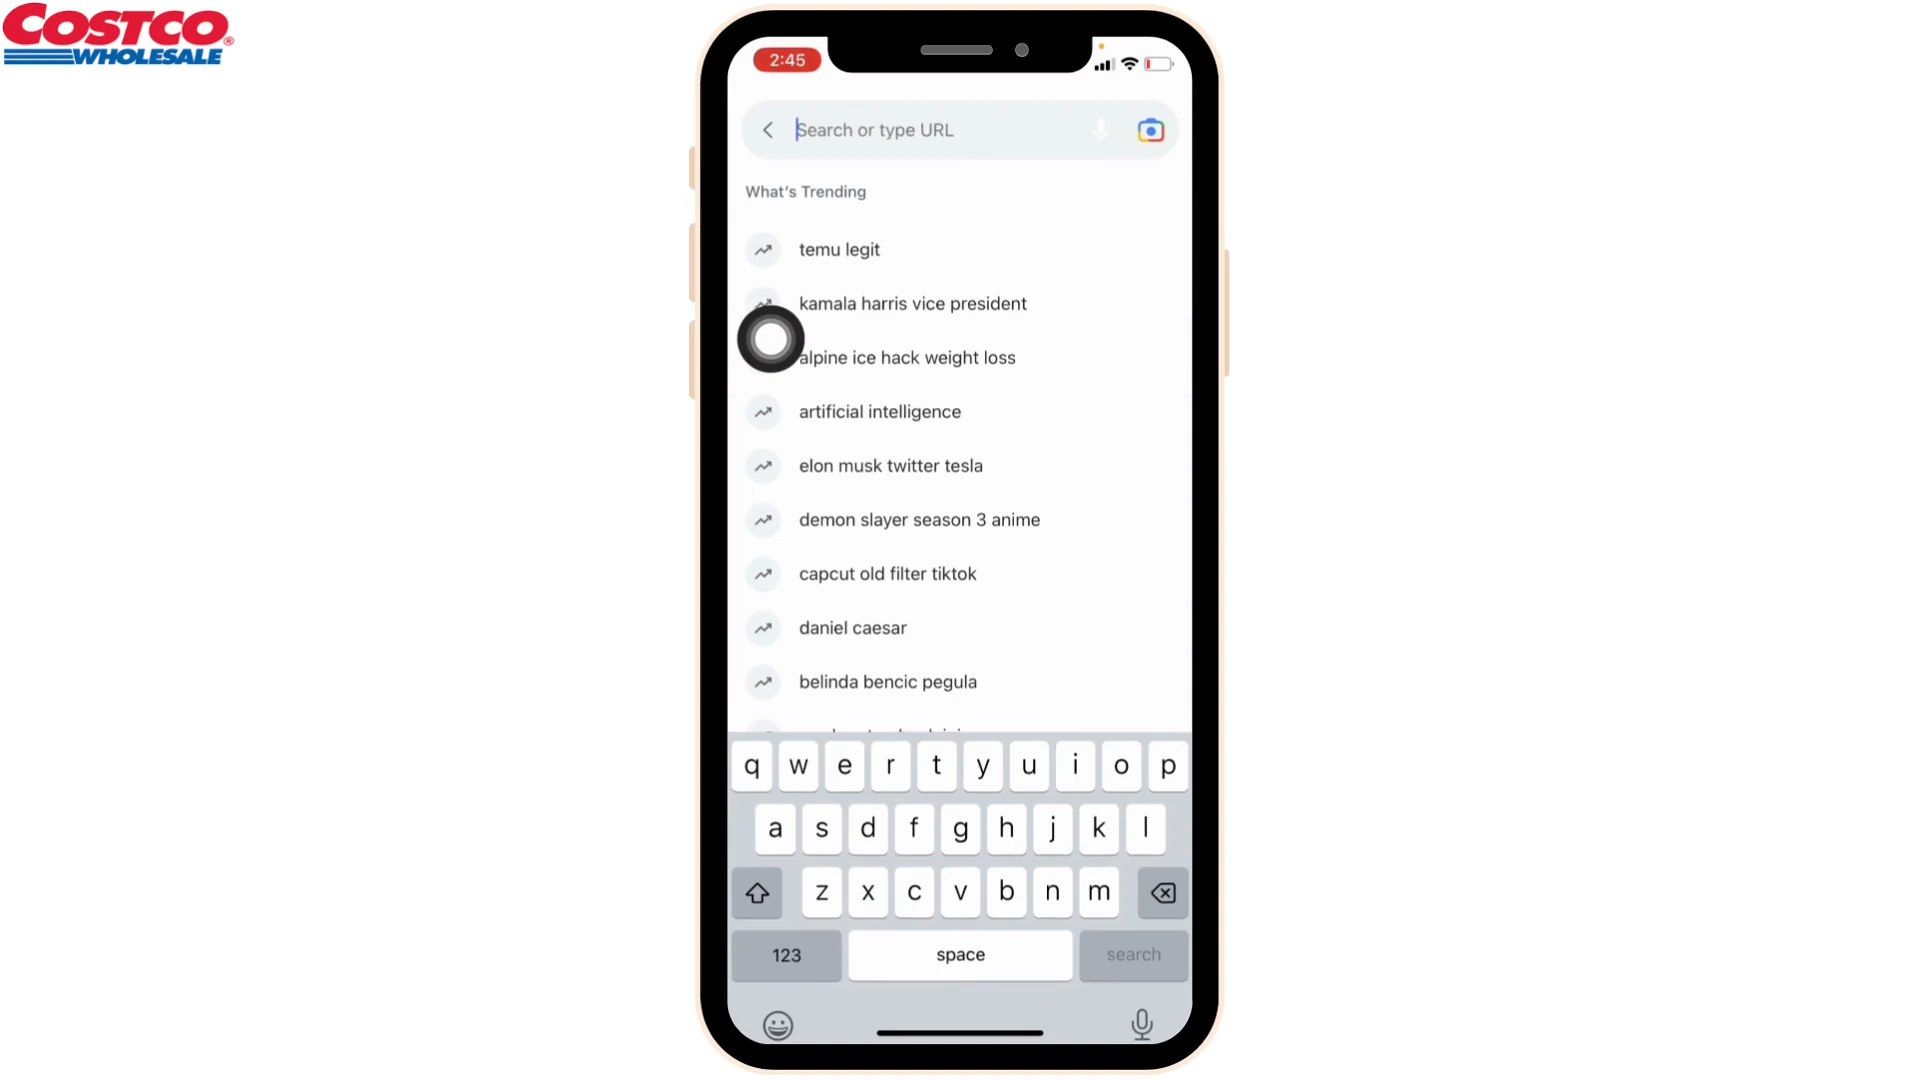 COSTCO
WHOLESALE
2:45
Search or type URL
What's Trending
temu legit
kamala harris vice president
alpine ice hack weight loss
artificial intelligence
elon musk twitter tesla
demon slayer season 3 anime
capcut old filter tiktok
daniel caesar
belinda bencic pegula
q w e r t y u i o p
a s d f g h j k l
z x c v b n m
123 space search